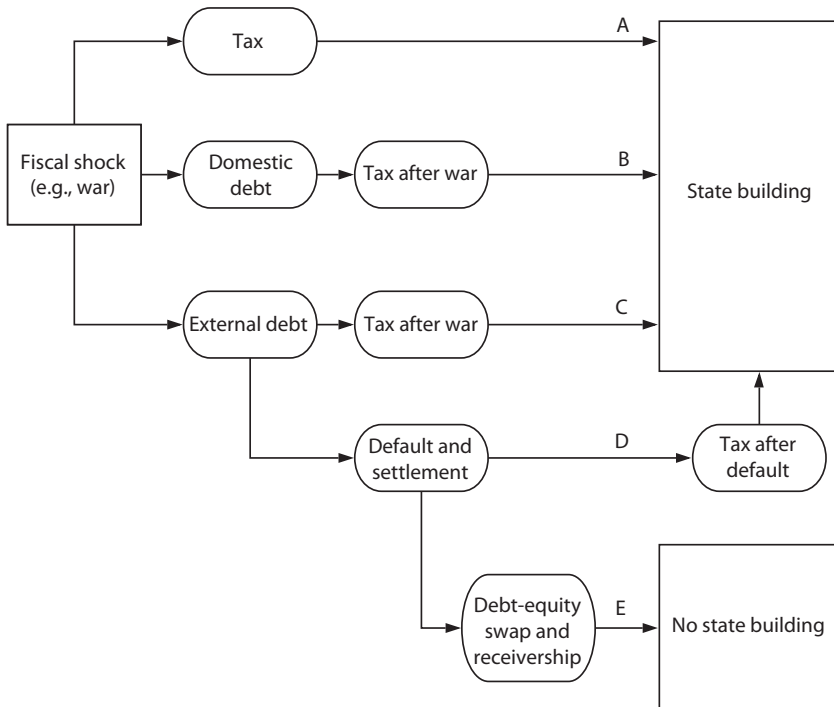 Tax
A
Fiscal shock
(e.g., war)
Domestic
debt
Tax after war
B
State building
External debt
Tax after war
C
Default and
settlement
D
Tax after
default
Debt-equity
swap and
receivership
E
No state building